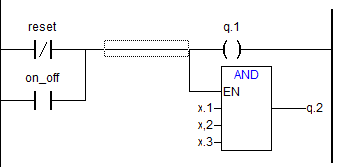 reset
q.1
on_off
AND
EN
x.1
q.2
x,2
x.3